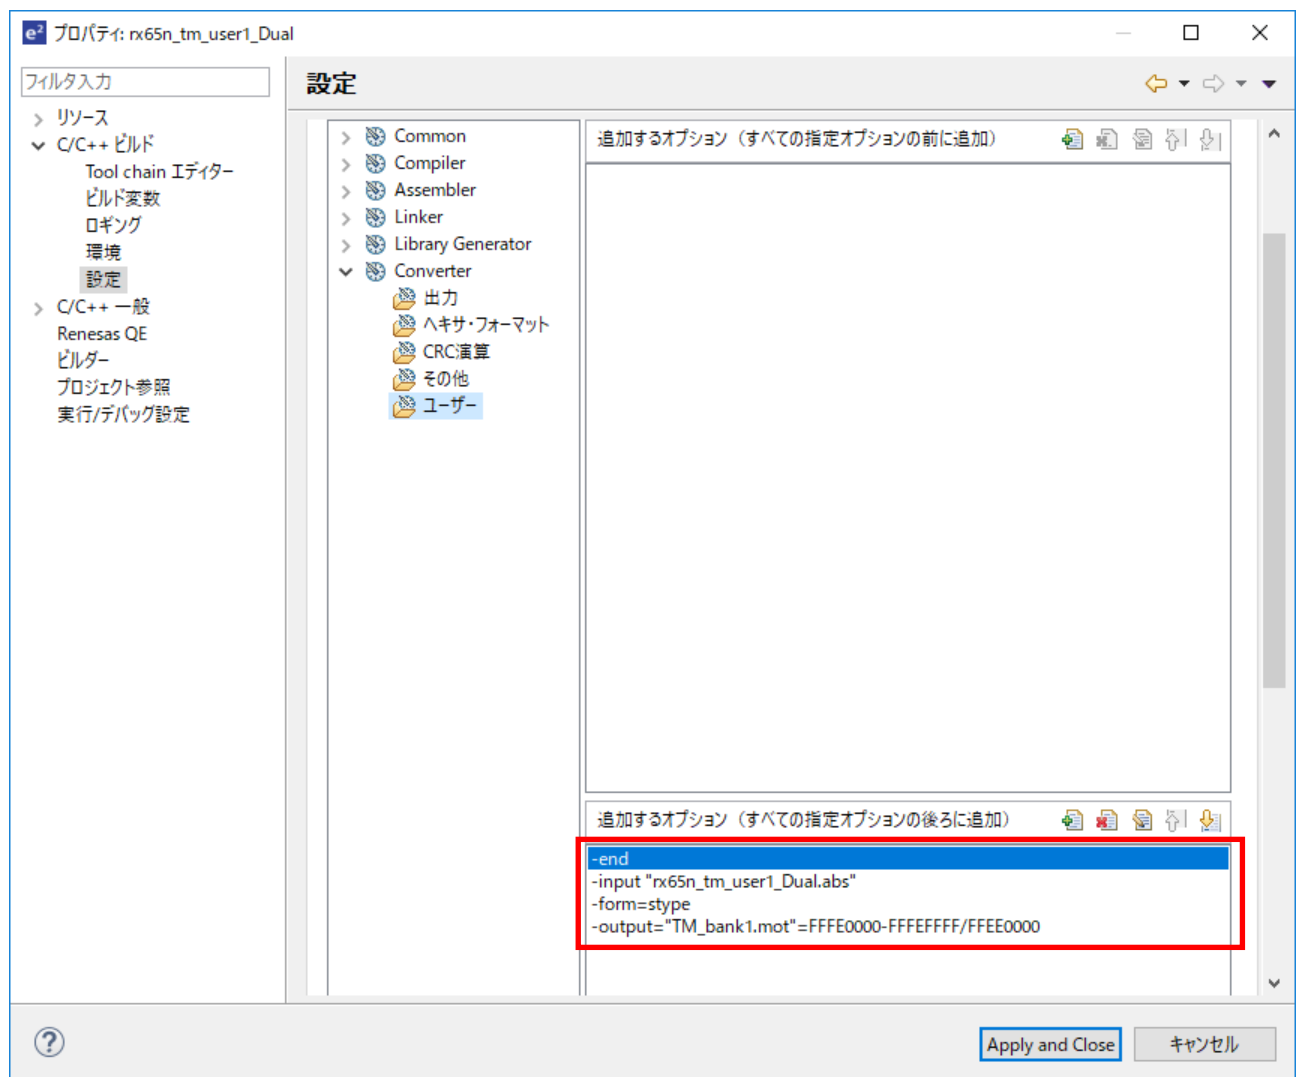 e² プロパティ: rx65n_tm_user1_Dual
フィルタ入力
リソース
C/C++ ビルド
Tool chain エディター
ビルド変数
ロギング
環境
設定
C/C++ 一般
Renesas QE
ビルダー
プロジェクト参照
実行/デバッグ設定
設定
Common
Compiler
Assembler
Linker
Library Generator
Converter
出力
ヘキサ・フォーマット
CRC演算
その他
ユーザー
追加するオプション（すべての指定オプションの前に追加）
追加するオプション（すべての指定オプションの後ろに追加）
-end
-input "rx65n_tm_user1_Dual.abs"
-form=stype
-output="TM_bank1.mot"=FFFE0000-FFFEFFFF/FFEE0000
?
Apply and Close
キャンセル